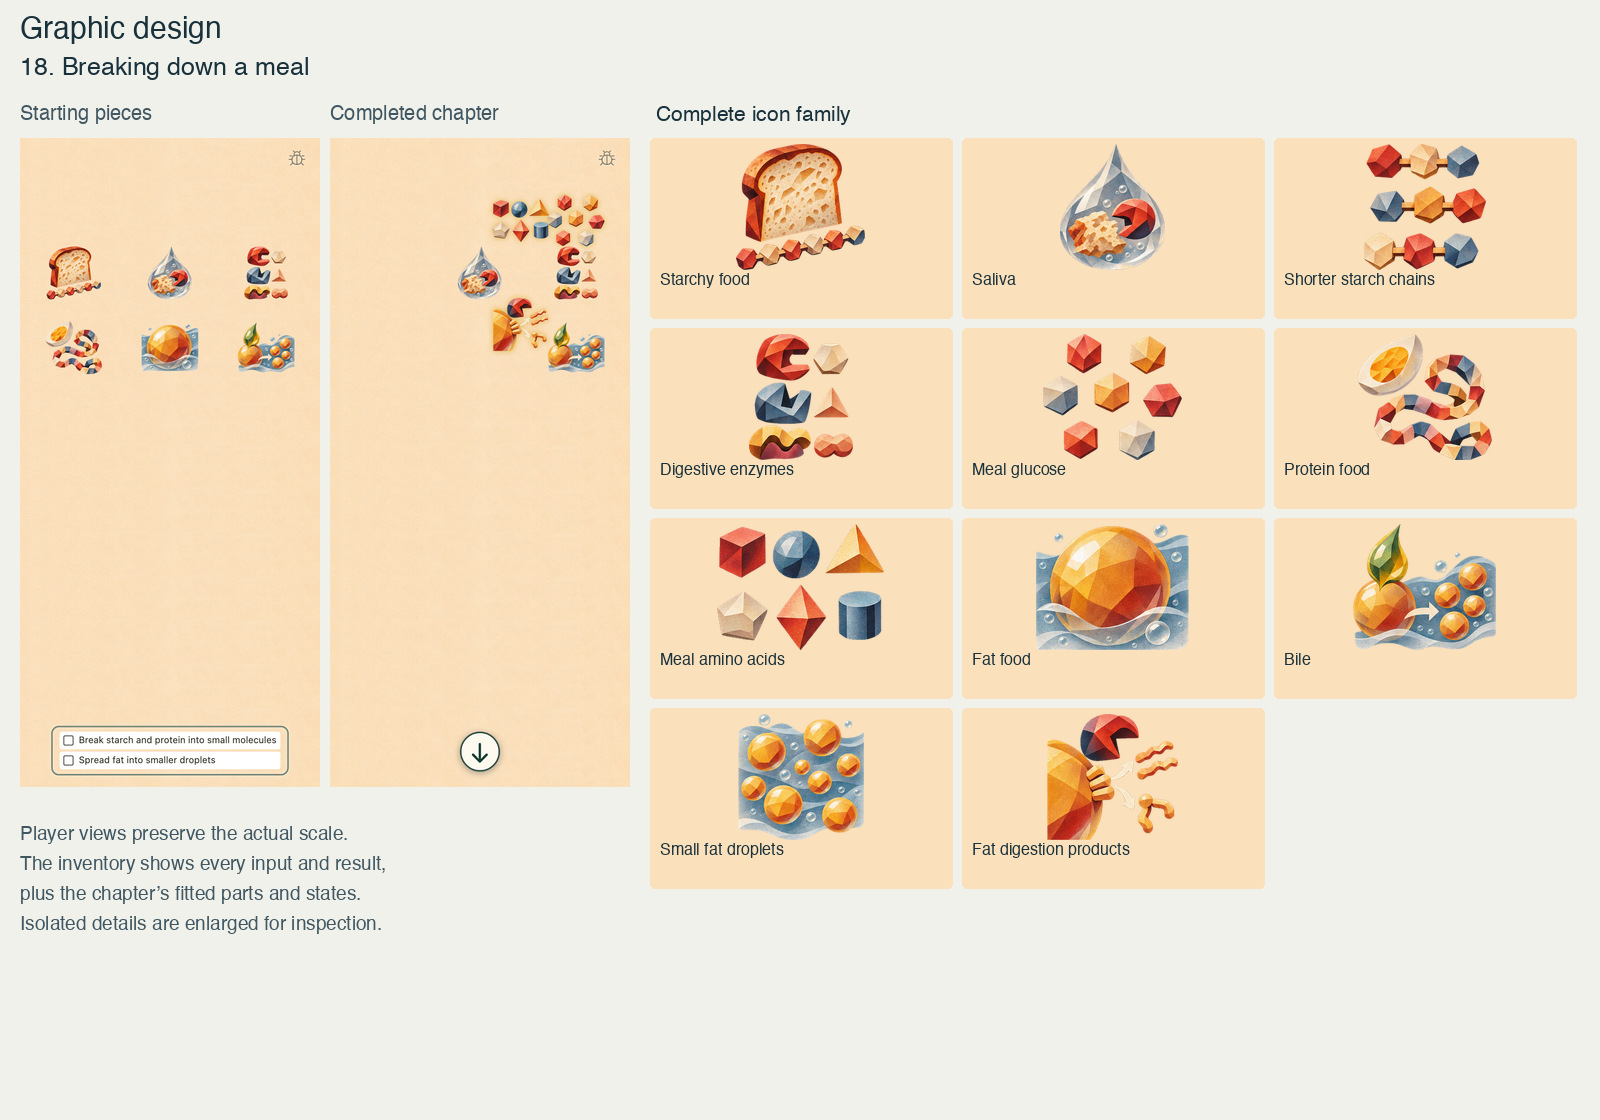 Graphic design
18. Breaking down a meal
Starting pieces
Completed chapter
Complete icon family
Starchy food
Saliva
Shorter starch chains
Digestive enzymes
Meal glucose
Protein food
Meal amino acids
Fat food
Bile
Small fat droplets
Fat digestion products
Break starch and protein into small molecules
Spread fat into smaller droplets
Player views preserve the actual scale.
The inventory shows every input and result,
plus the chapter’s fitted parts and states.
Isolated details are enlarged for inspection.